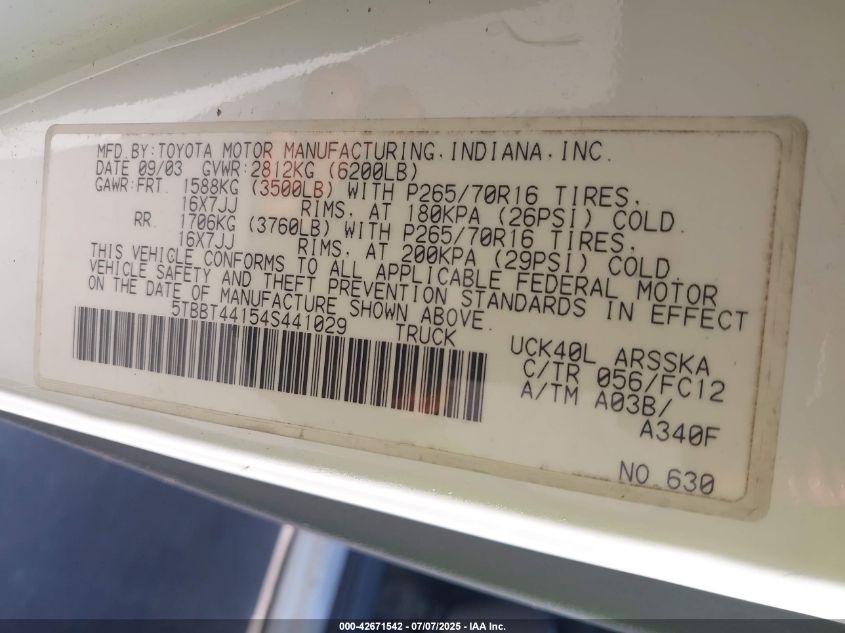 MFD.BY:TOYOTA MOTOR MANUFACTURING.INDIANA,INC.
DATE 09/03 GVWR:2812KG (6200LB)
GAWR:FRT. 1588KG (3500LB) WITH P265/70R16 TIRES.
16X7JJ RIMS, AT 180KPA (26PSI) COLD.
RR. 1706KG (3760LB) WITH P265/70R16 TIRES.
16X7JJ RIMS, AT 200KPA (29PSI) COLD.
THIS VEHICLE CONFORMS TO ALL APPLICABLE FEDERAL MOTOR
VEHICLE SAFETY AND THEFT PREVENTION STANDARDS IN EFFECT
ON THE DATE OF MANUFACTURE SHOWN ABOVE.
5TBBT44154S441029 TRUCK
UCK40L ARSSKA
C/TR 056/FC12
A/TM A03B/
A340F
NO.630
000-42671542 / 07/07/2025 - IAA Inc.